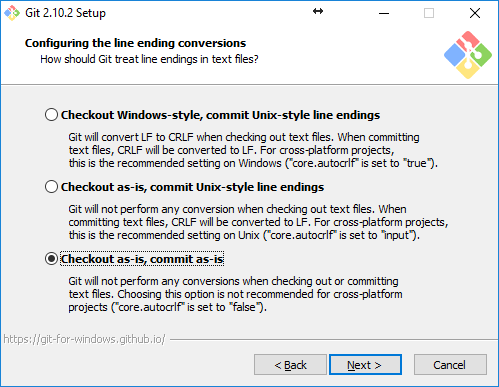 Git 2.10.2 Setup
Configuring the line ending conversions
How should Git treat line endings in text files?
Checkout Windows-style, commit Unix-style line endings
Git will convert LF to CRLF when checking out text files. When committing
text files, CRLF will be converted to LF. For cross-platform projects,
this is the recommended setting on Windows ("core.autocrlf" is set to "true").
Checkout as-is, commit Unix-style line endings
Git will not perform any conversion when checking out text files. When
committing text files, CRLF will be converted to LF. For cross-platform projects,
this is the recommended setting on Unix ("core.autocrlf" is set to "input").
Checkout as-is, commit as-is
Git will not perform any conversions when checking out or committing
text files. Choosing this option is not recommended for cross-platform
projects ("core.autocrlf" is set to "false").
https://git-for-windows.github.io/
< Back Next > Cancel